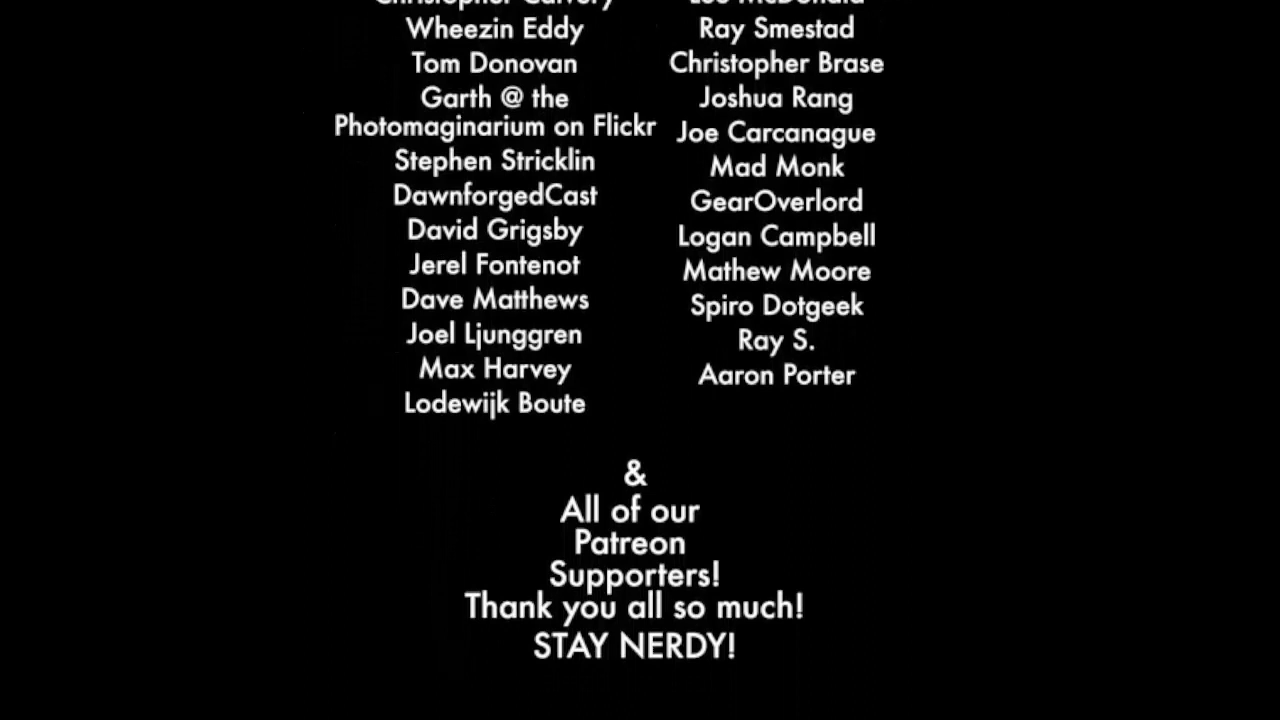 Christopher
Wheezin Eddy
Tom Donovan
Garth @ the
Photomaginarium on Flickr
Stephen Stricklin
DawnforgedCast
David Grigsby
Jerel Fontenot
Dave Matthews
Joel Ljunggren
Max Harvey
Lodewijk Boute
McDonald
Ray Smestad
Christopher Brase
Joshua Rang
Joe Carcanague
Mad Monk
GearOverlord
Logan Campbell
Mathew Moore
Spiro Dotgeek
Ray S.
Aaron Porter
&
All of our
Patreon
Supporters!
Thank you all so much!
STAY NERDY!